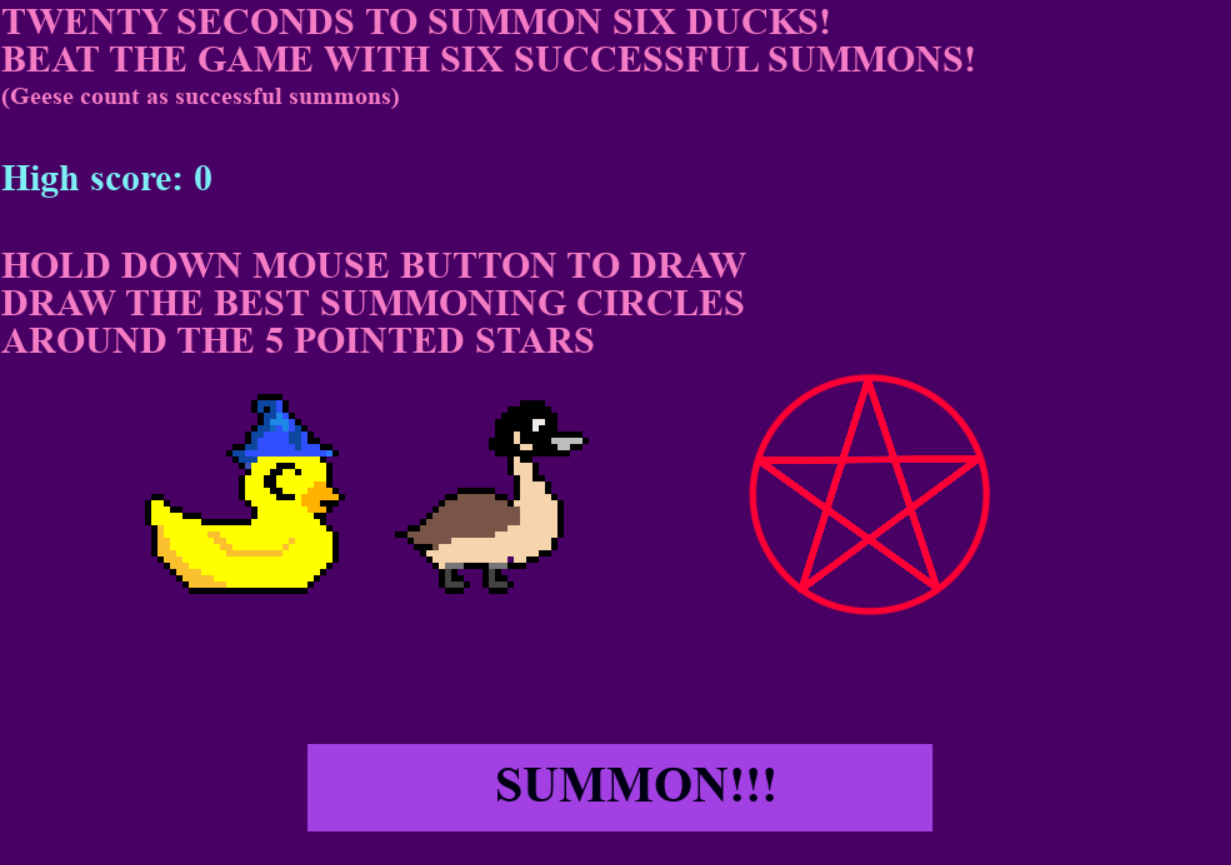 TWENTY SECONDS TO SUMMON SIX DUCKS!
BEAT THE GAME WITH SIX SUCCESSFUL SUMMONS!
(Geese count as successful summons)
High score: 0
HOLD DOWN MOUSE BUTTON TO DRAW
DRAW THE BEST SUMMONING CIRCLES
AROUND THE 5 POINTED STARS
SUMMON!!!